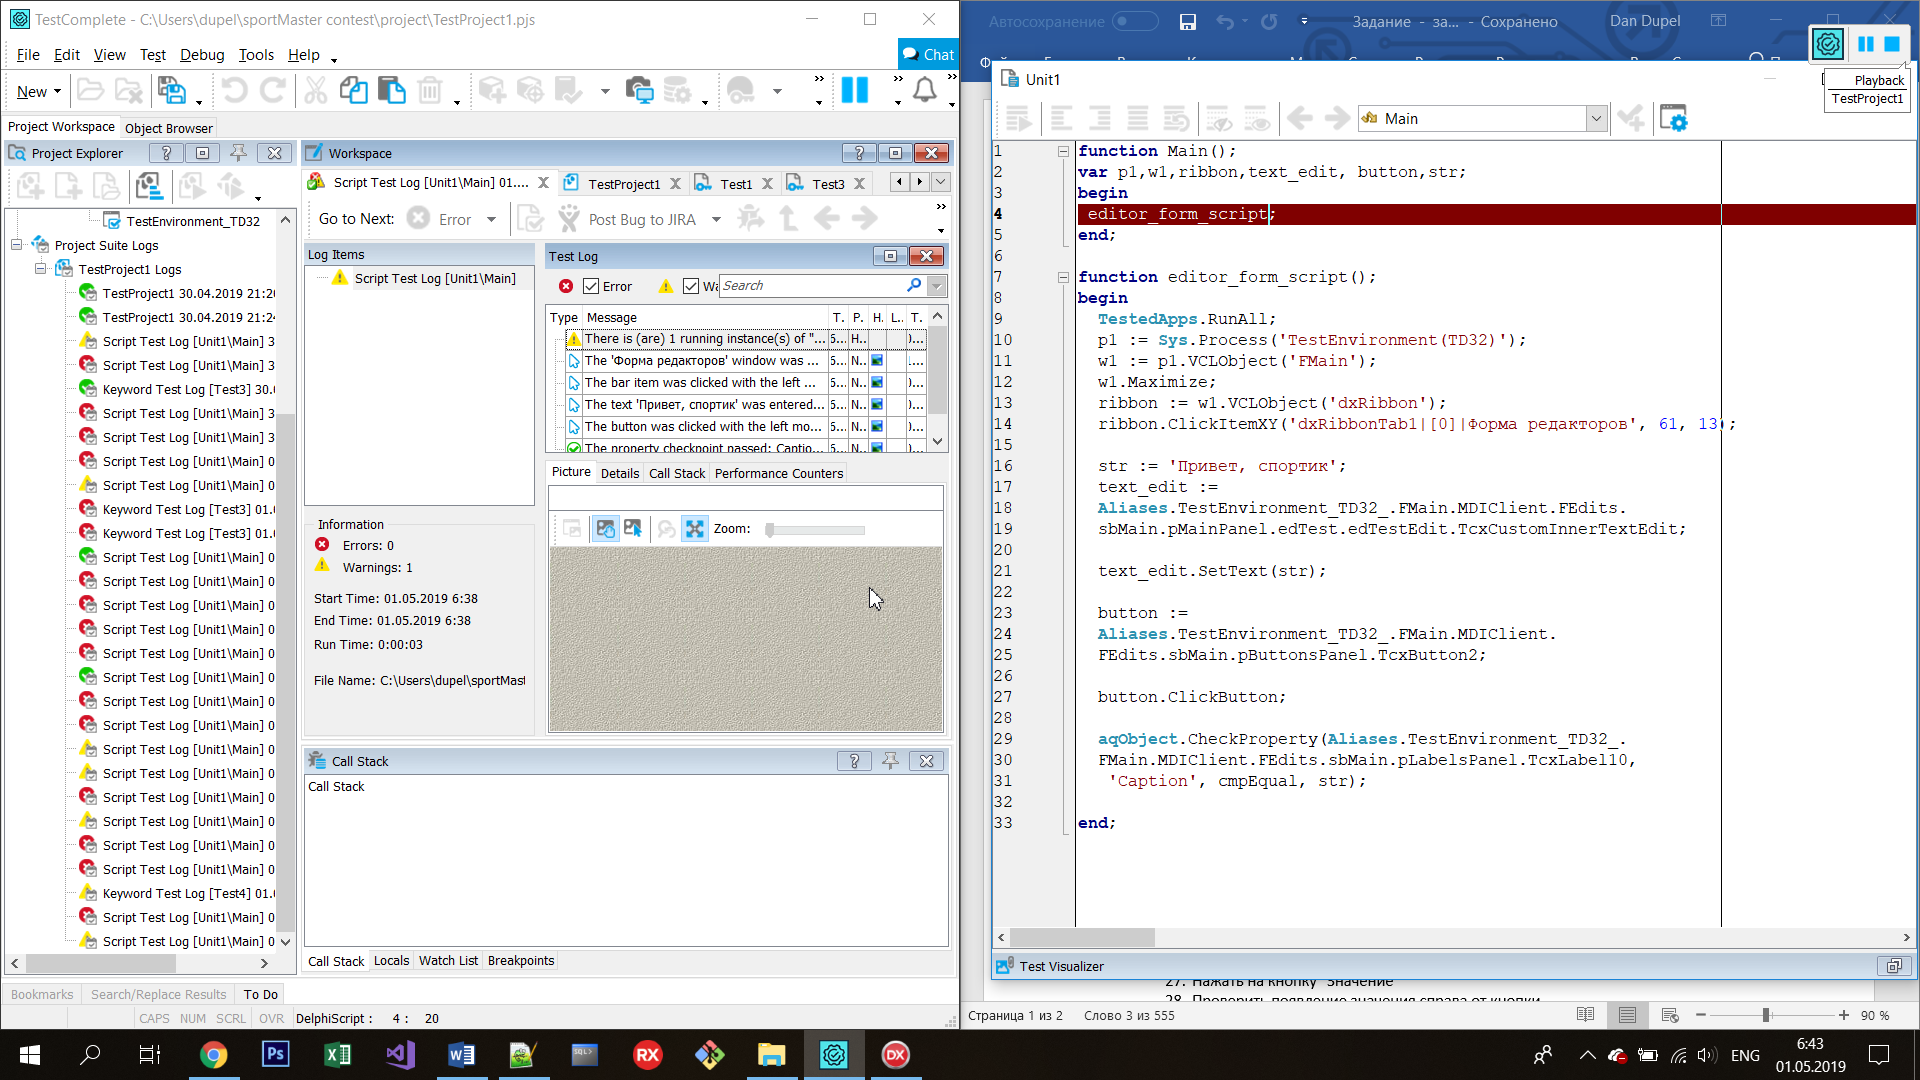 TestComplete - C:\Users\dupel\sportMaster contest\project\TestProject1.pjs
File Edit View Test Debug Tools Help
Chat
New
Project Workspace Object Browser
Project Explorer
TestEnvironment_TD32
Project Suite Logs
TestProject1 Logs
TestProject1 30.04.2019 21:20
TestProject1 30.04.2019 21:24
Script Test Log [Unit1\Main] 3
Script Test Log [Unit1\Main] 3
Keyword Test Log [Test3] 30.0
Script Test Log [Unit1\Main] 3
Script Test Log [Unit1\Main] 3
Script Test Log [Unit1\Main] 0
Script Test Log [Unit1\Main] 0
Keyword Test Log [Test3] 01.0
Keyword Test Log [Test3] 01.0
Script Test Log [Unit1\Main] 0
Script Test Log [Unit1\Main] 0
Script Test Log [Unit1\Main] 0
Script Test Log [Unit1\Main] 0
Script Test Log [Unit1\Main] 0
Script Test Log [Unit1\Main] 0
Script Test Log [Unit1\Main] 0
Script Test Log [Unit1\Main] 0
Script Test Log [Unit1\Main] 0
Script Test Log [Unit1\Main] 0
Script Test Log [Unit1\Main] 0
Script Test Log [Unit1\Main] 0
Script Test Log [Unit1\Main] 0
Script Test Log [Unit1\Main] 0
Keyword Test Log [Test4] 01.0
Script Test Log [Unit1\Main] 0
Script Test Log [Unit1\Main] 0
Workspace
Script Test Log [Unit1\Main] 01.... TestProject1 Test1 Test3
Go to Next: Error Post Bug to JIRA
Log Items
Script Test Log [Unit1\Main]
Test Log
Error Wa Search
Type Message T. P. H. L.. T.
There is (are) 1 running instance(s) of "...
The 'Форма редакторов' window was ...
The bar item was clicked with the left ...
The text 'Привет, спортик' was entered...
The button was clicked with the left mo...
The property checkpoint passed: Captio...
Picture Details Call Stack Performance Counters
Zoom:
Information
Errors: 0
Warnings: 1
Start Time: 01.05.2019 6:38
End Time: 01.05.2019 6:38
Run Time: 0:00:03
File Name: C:\Users\dupel\sportMast
Call Stack
Call Stack
Call Stack Locals Watch List Breakpoints
Bookmarks Search/Replace Results To Do
CAPS NUM SCRL OVR DelphiScript : 4 : 20
Автосохранение Задание - за... - Сохранено Dan Dupel
Unit1
Playback
TestProject1
Main
1 function Main();
2 var p1,w1,ribbon,text_edit, button,str;
3 begin
4 editor_form_script;
5 end;
6
7 function editor_form_script();
8 begin
9 TestedApps.RunAll;
10 p1 := Sys.Process('TestEnvironment(TD32)');
11 w1 := p1.VCLObject('FMain');
12 w1.Maximize;
13 ribbon := w1.VCLObject('dxRibbon');
14 ribbon.ClickItemXY('dxRibbonTab1|[0]|Форма редакторов', 61, 13);
15
16 str := 'Привет, спортик';
17 text_edit :=
18 Aliases.TestEnvironment_TD32_.FMain.MDIClient.FEdits.
19 sbMain.pMainPanel.edTest.edTestEdit.TcxCustomInnerTextEdit;
20
21 text_edit.SetText(str);
22
23 button :=
24 Aliases.TestEnvironment_TD32_.FMain.MDIClient.
25 FEdits.sbMain.pButtonsPanel.TcxButton2;
26
27 button.ClickButton;
28
29 aqObject.CheckProperty(Aliases.TestEnvironment_TD32_.
30 FMain.MDIClient.FEdits.sbMain.pLabelsPanel.TcxLabel10,
31 'Caption', cmpEqual, str);
32
33 end;
Test Visualizer
27. Нажать на кнопку "Значение"
28. Проверить появление значения справа от кнопки
Страница 1 из 2 Слово 3 из 555 90 %
ENG 6:43
01.05.2019